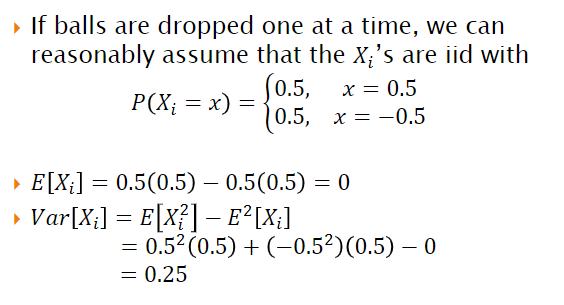 ▸ If balls are dropped one at a time, we can
reasonably assume that the Xᵢ's are iid with
P(Xᵢ = x) = {0.5, x = 0.5
0.5, x = −0.5
▸ E[Xᵢ] = 0.5(0.5) − 0.5(0.5) = 0
▸ Var[Xᵢ] = E[Xᵢ²] − E²[Xᵢ]
= 0.5²(0.5) + (−0.5²)(0.5) − 0
= 0.25